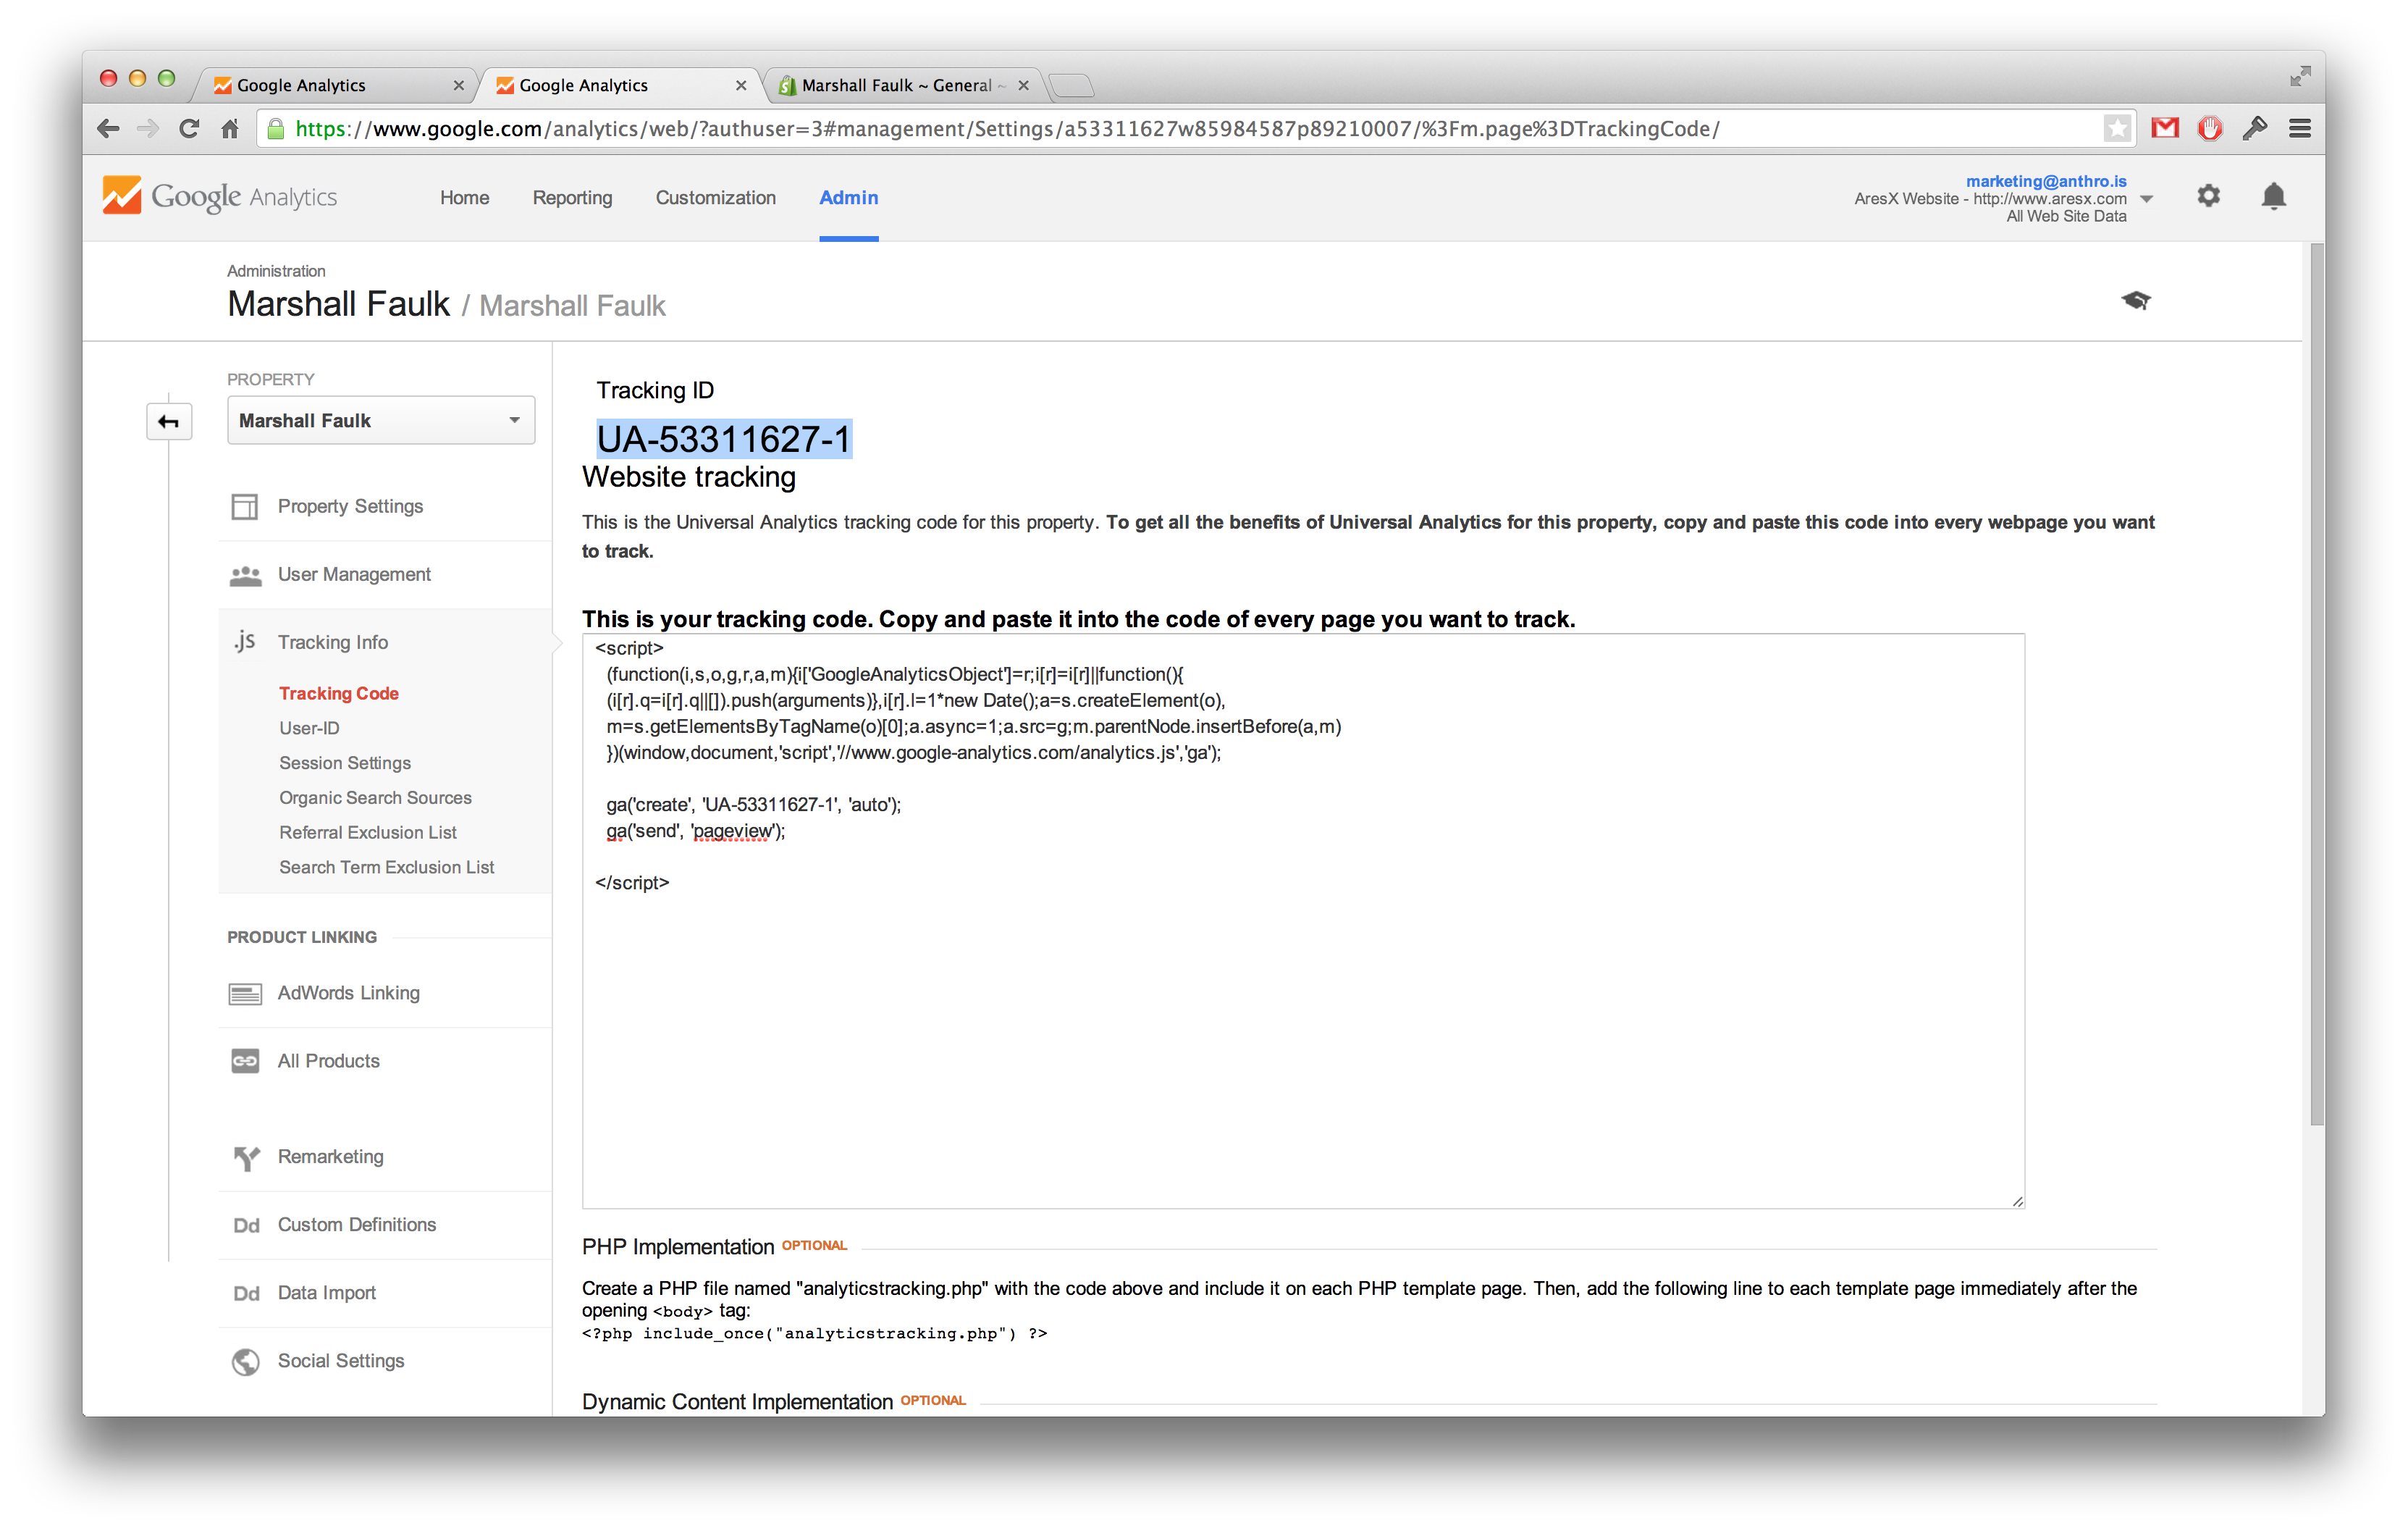 Google Analytics
Google Analytics
Marshall Faulk ~ General ~
https://www.google.com/analytics/web/?authuser=3#management/Settings/a53311627w85984587p89210007/%3Fm.page%3DTrackingCode/
Google Analytics
Home
Reporting
Customization
Admin
marketing@anthro.is
AresX Website - http://www.aresx.com
All Web Site Data
Administration
Marshall Faulk / Marshall Faulk
PROPERTY
Marshall Faulk
Property Settings
User Management
.js Tracking Info
Tracking Code
User-ID
Session Settings
Organic Search Sources
Referral Exclusion List
Search Term Exclusion List
PRODUCT LINKING
AdWords Linking
All Products
Remarketing
Dd Custom Definitions
Dd Data Import
Social Settings
Tracking ID
UA-53311627-1
Website tracking
This is the Universal Analytics tracking code for this property. To get all the benefits of Universal Analytics for this property, copy and paste this code into every webpage you want
to track.
This is your tracking code. Copy and paste it into the code of every page you want to track.
<script>
(function(i,s,o,g,r,a,m){i['GoogleAnalyticsObject']=r;i[r]=i[r]||function(){
(i[r].q=i[r].q||[]).push(arguments)},i[r].l=1*new Date();a=s.createElement(o),
m=s.getElementsByTagName(o)[0];a.async=1;a.src=g;m.parentNode.insertBefore(a,m)
})(window,document,'script','//www.google-analytics.com/analytics.js','ga');
ga('create', 'UA-53311627-1', 'auto');
ga('send', 'pageview');
</script>
PHP Implementation OPTIONAL
Create a PHP file named "analyticstracking.php" with the code above and include it on each PHP template page. Then, add the following line to each template page immediately after the
opening <body> tag:
<?php include_once("analyticstracking.php") ?>
Dynamic Content Implementation OPTIONAL